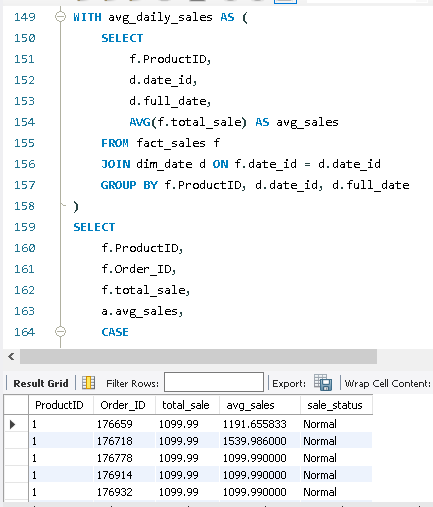 149 WITH avg_daily_sales AS (
150 SELECT
151 f.ProductID,
152 d.date_id,
153 d.full_date,
154 AVG(f.total_sale) AS avg_sales
155 FROM fact_sales f
156 JOIN dim_date d ON f.date_id = d.date_id
157 GROUP BY f.ProductID, d.date_id, d.full_date
158 )
159 SELECT
160 f.ProductID,
161 f.Order_ID,
162 f.total_sale,
163 a.avg_sales,
164 CASE
Result Grid Filter Rows: Export: Wrap Cell Content:
ProductID Order_ID total_sale avg_sales sale_status
1 176659 1099.99 1191.655833 Normal
1 176718 1099.99 1539.986000 Normal
1 176778 1099.99 1099.990000 Normal
1 176914 1099.99 1099.990000 Normal
1 176932 1099.99 1099.990000 Normal